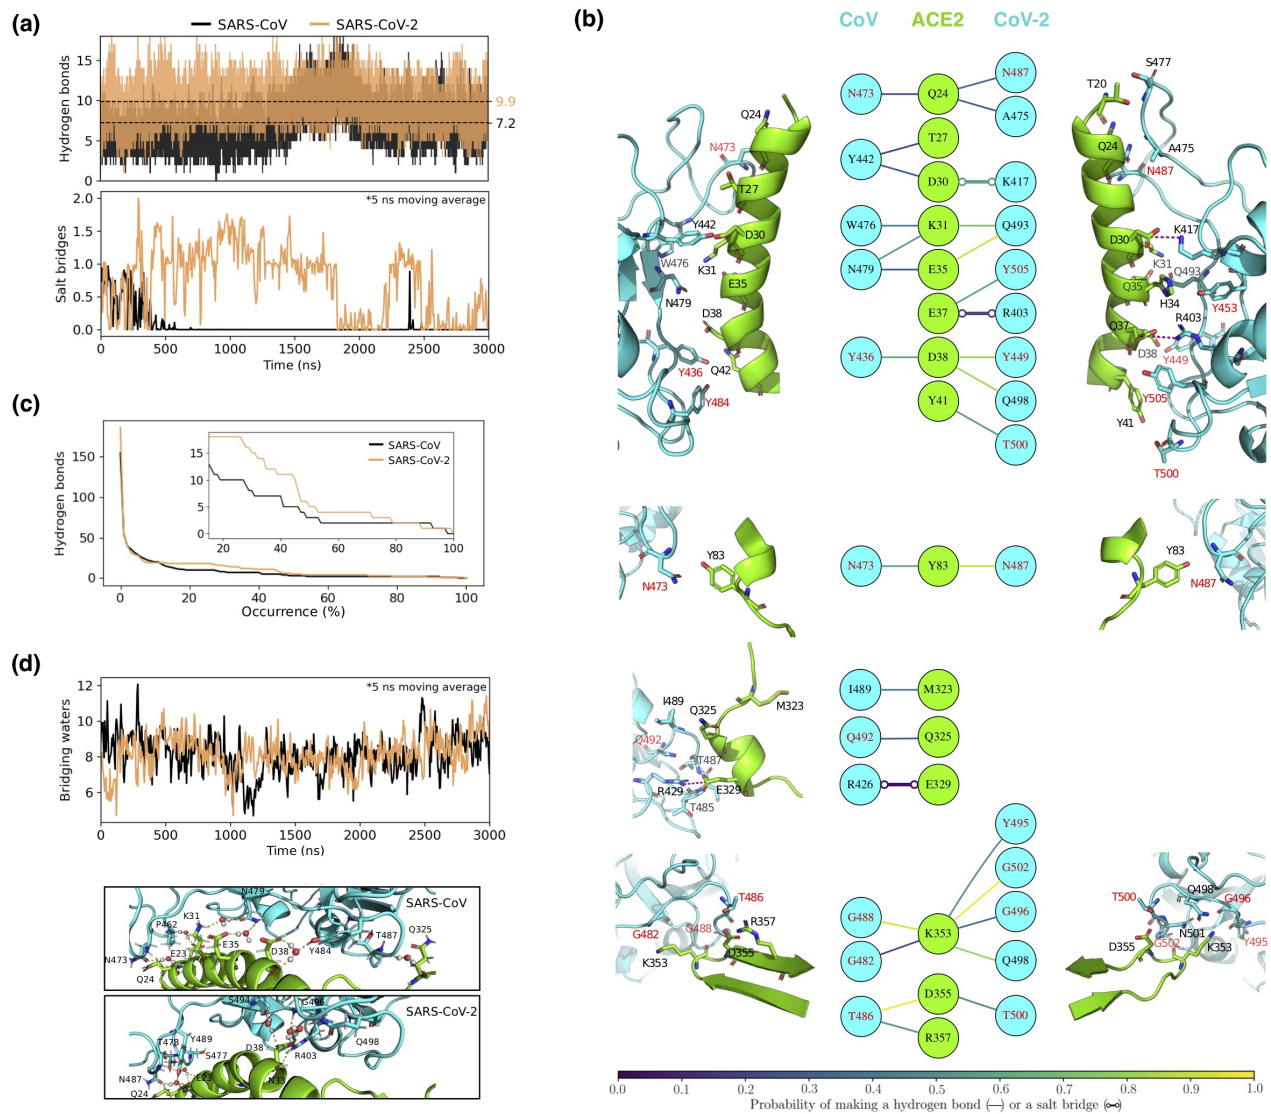 (a)
SARS-CoV
SARS-CoV-2
Hydrogen bonds
15
10
5
0
9.9
7.2
Salt bridges
*5 ns moving average
2.0
1.5
1.0
0.5
0.0
0
500
1000
1500
2000
2500
3000
Time (ns)
(c)
Hydrogen bonds
150
100
50
0
SARS-CoV
SARS-CoV-2
15
10
5
0
20
40
60
80
100
0
20
40
60
80
100
Occurrence (%)
(d)
Bridging waters
*5 ns moving average
12
10
8
6
0
500
1000
1500
2000
2500
3000
Time (ns)
SARS-CoV
N479
K31
P462
E35
T487
Q325
N473
E23
D38
Y484
Q24
SARS-CoV-2
S494
G496
T478
Y489
D38
R403
Q498
S477
N487
E23
N33
Q24
(b)
CoV
ACE2
CoV-2
Q24
N473
T27
Y442
D30
W476
K31
N479
E35
D38
Y436
Q42
Y484
N473
Q24
N487
A475
T27
Y442
D30
K417
W476
K31
Q493
N479
E35
Y505
E37
R403
Y436
D38
Y449
Y41
Q498
T500
S477
T20
Q24
A475
N487
D30
K417
K31
Q493
Q35
H34
Y453
R403
Q37
D38
Y449
Y505
Y41
T500
N473
Y83
N473
Y83
N487
Y83
N487
I489
Q325
M323
Q492
T487
R429
E329
T485
I489
M323
Q492
Q325
R426
E329
T486
R357
G482
G488
D355
K353
Y495
G502
G488
G496
K353
G482
Q498
D355
T486
T500
R357
Q498
T500
G496
N501
D355
G502
K353
Y495
0.0
0.1
0.2
0.3
0.4
0.5
0.6
0.7
0.8
0.9
1.0
Probability of making a hydrogen bond (—) or a salt bridge (⚬⚬)